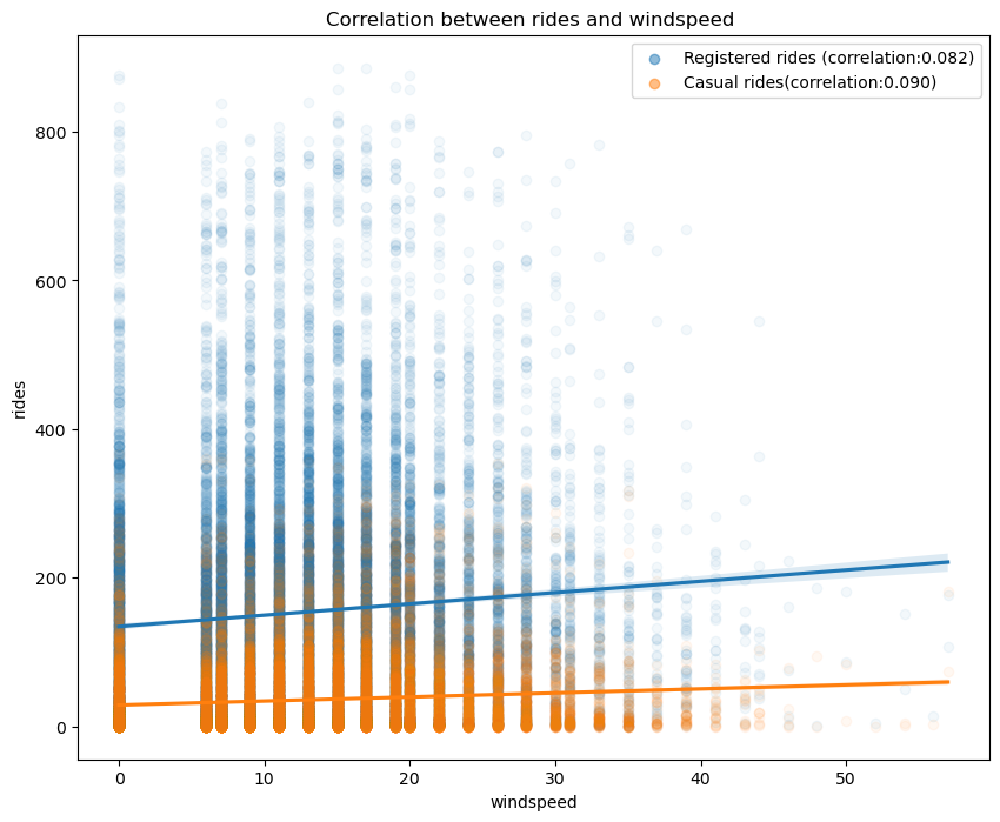 Correlation between rides and windspeed
Registered rides (correlation:0.082)
Casual rides(correlation:0.090)
800
600
400
200
0
rides
0 10 20 30 40 50
windspeed